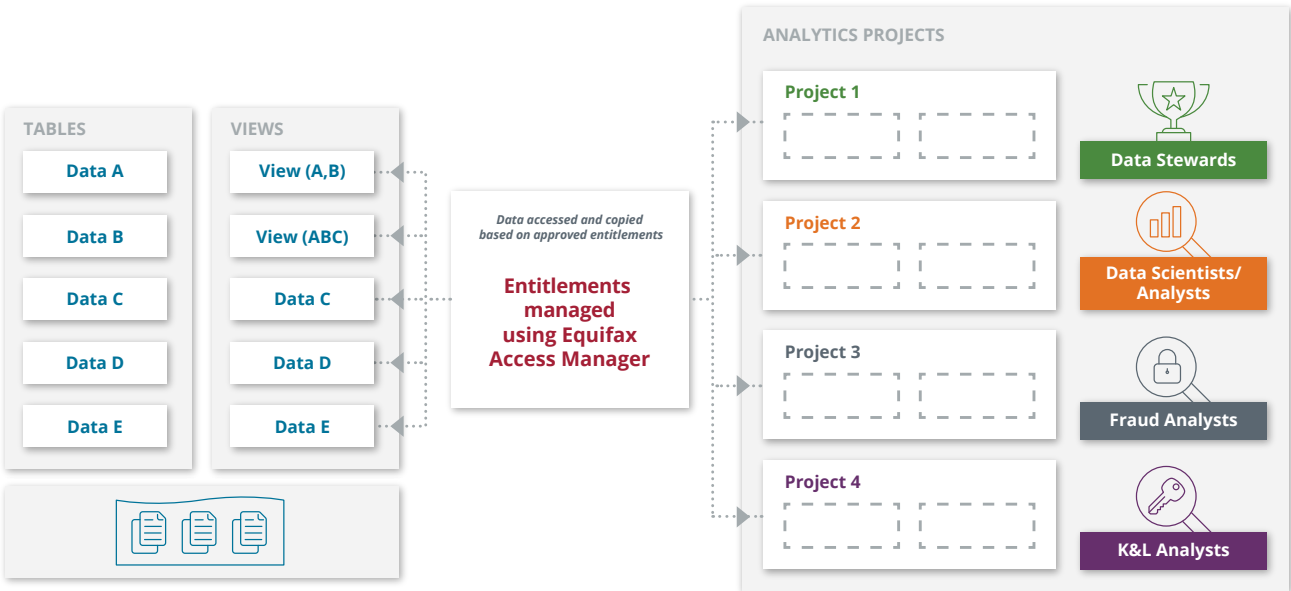 TABLES
Data A
Data B
Data C
Data D
Data E
VIEWS
View (A,B)
View (ABC)
Data C
Data D
Data E
Data accessed and copied
based on approved entitlements
Entitlements
managed
using Equifax
Access Manager
ANALYTICS PROJECTS
Project 1
Data Stewards
Project 2
Data Scientists/
Analysts
Project 3
Fraud Analysts
Project 4
K&L Analysts